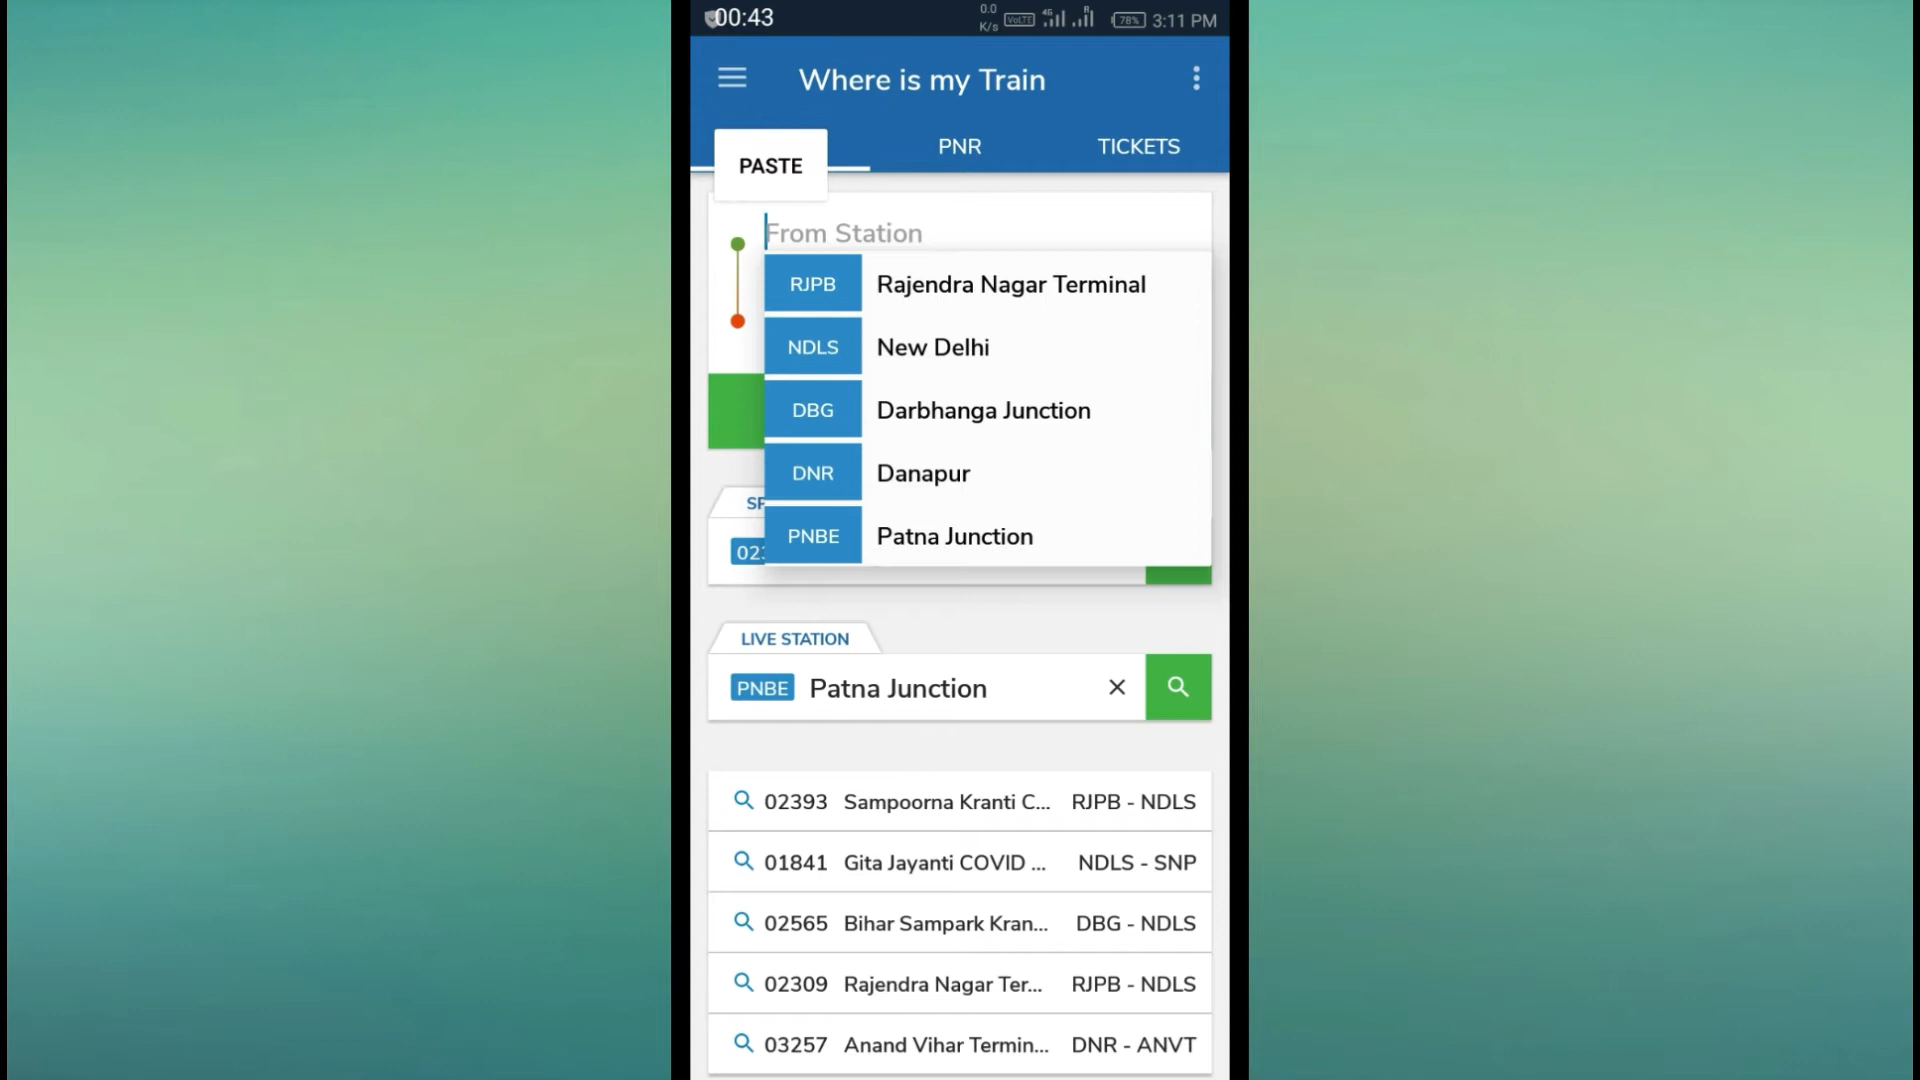 00:43
0.0
K/s
VoLTE
4G
R
78%
3:11 PM
Where is my Train
PASTE
PNR
TICKETS
From Station
RJPB Rajendra Nagar Terminal
NDLS New Delhi
DBG Darbhanga Junction
DNR Danapur
PNBE Patna Junction
LIVE STATION
PNBE Patna Junction
02393 Sampoorna Kranti C... RJPB - NDLS
01841 Gita Jayanti COVID ... NDLS - SNP
02565 Bihar Sampark Kran... DBG - NDLS
02309 Rajendra Nagar Ter... RJPB - NDLS
03257 Anand Vihar Termin... DNR - ANVT